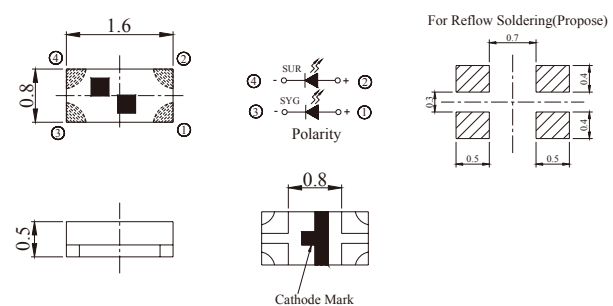 For Reflow Soldering(Propose)
1.6
④ ②
0.8
③ ①
④ - SUR + ②
③ - SYG + ①
Polarity
0.7
0.4
0.3
0.4
0.5 0.5
0.5
0.8
Cathode Mark